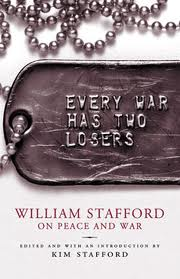 EVERY WAR
HAS TWO
LOSERS
WILLIAM STAFFORD
ON PEACE AND WAR
EDITED AND WITH AN INTRODUCTION BY
KIM STAFFORD